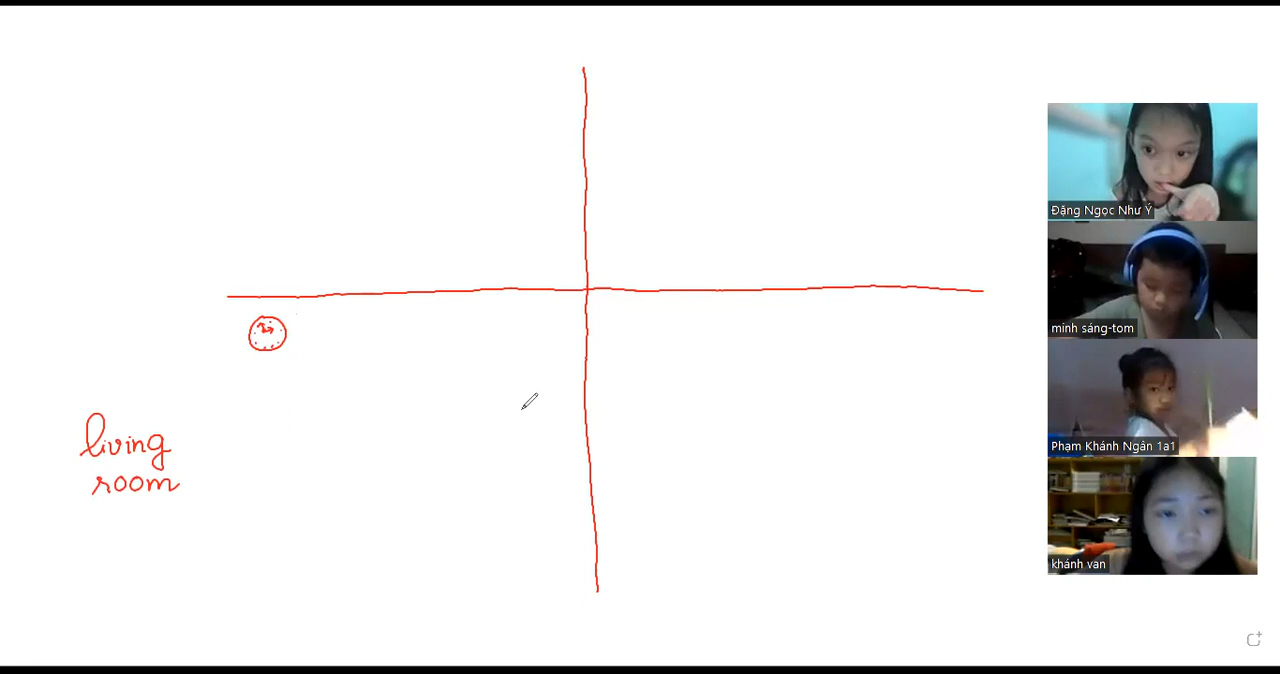 living
room
Đặng Ngọc Như Ý
minh sáng-tom
Phạm Khánh Ngân 1a1
khánh van